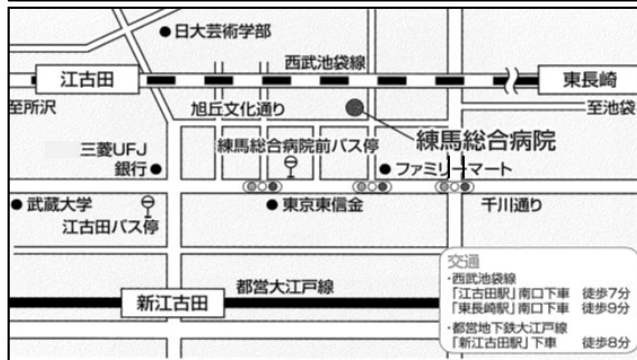 日大芸術学部
西武池袋線
江古田
東長崎
至所沢
旭丘文化通り
至池袋
練馬総合病院
三菱UFJ
銀行
練馬総合病院前バス停
ファミリーマート
武蔵大学
江古田バス停
東京東信金
千川通り
都営大江戸線
新江古田
交通
・西武池袋線
「江古田駅」南口下車 徒歩7分
「東長崎駅」南口下車 徒歩9分
・都営地下鉄大江戸線
「新江古田駅」下車 徒歩8分